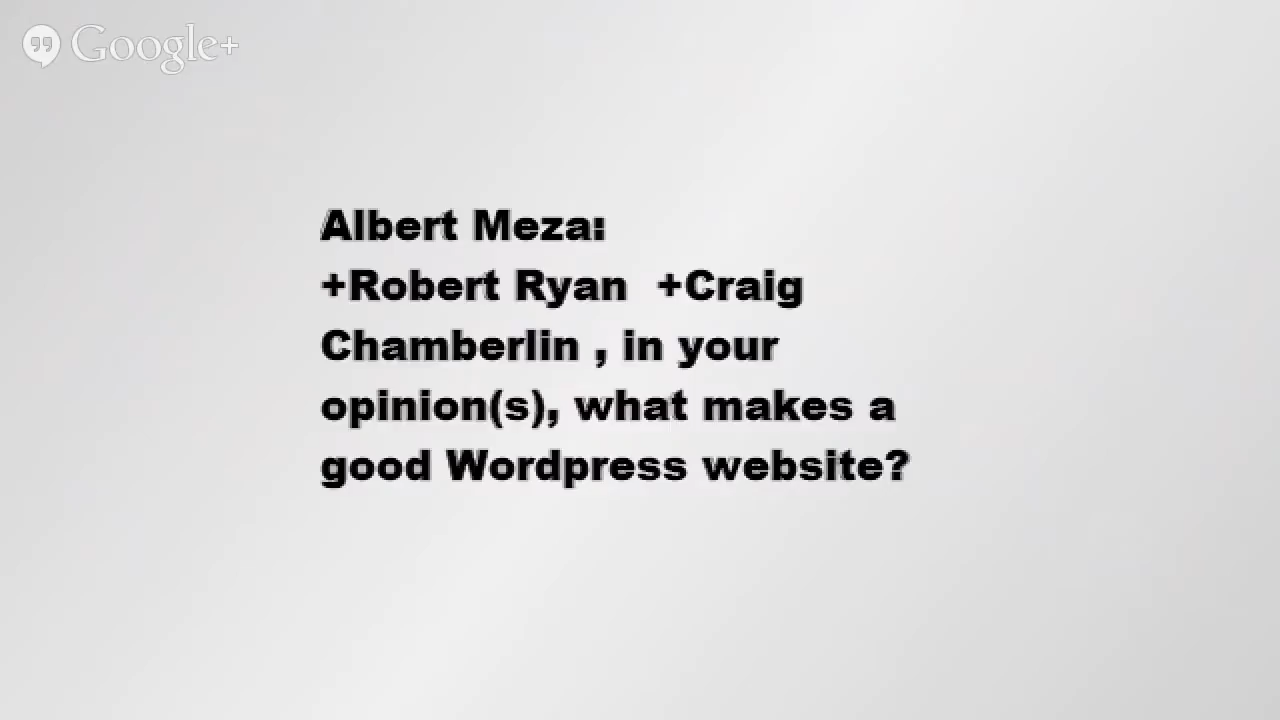 Google+
Albert Meza:
+Robert Ryan  +Craig
Chamberlin , in your
opinion(s), what makes a
good Wordpress website?